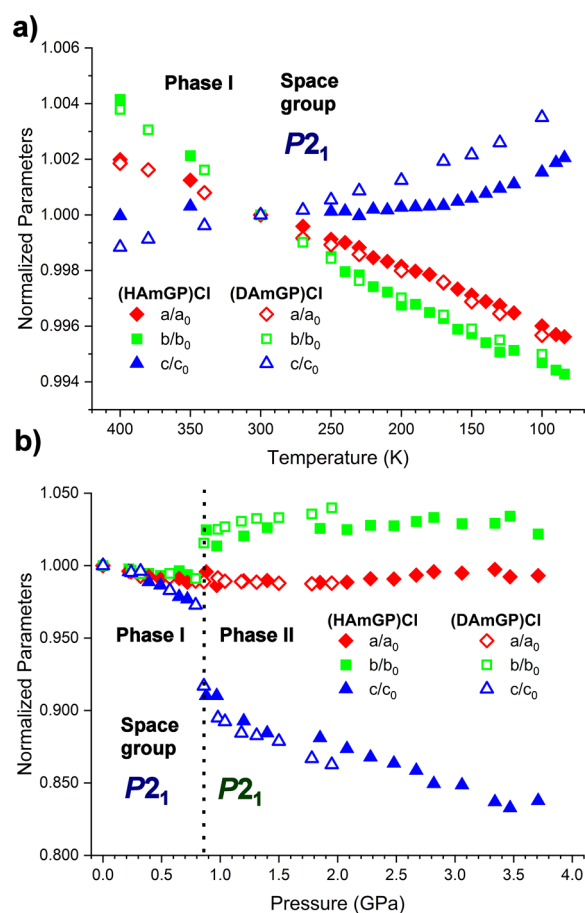 a)
1.006
1.004
1.002
1.000
0.998
0.996
0.994
Normalized Parameters
Phase I
Space
group
P2₁
(HAmGP)Cl (DAmGP)Cl
a/a₀ a/a₀
b/b₀ b/b₀
c/c₀ c/c₀
400 350 300 250 200 150 100
Temperature (K)
b)
1.050
1.000
0.950
0.900
0.850
0.800
Normalized Parameters
Phase I Phase II
(HAmGP)Cl (DAmGP)Cl
a/a₀ a/a₀
b/b₀ b/b₀
c/c₀ c/c₀
Space
group
P2₁ P2₁
0.0 0.5 1.0 1.5 2.0 2.5 3.0 3.5 4.0
Pressure (GPa)